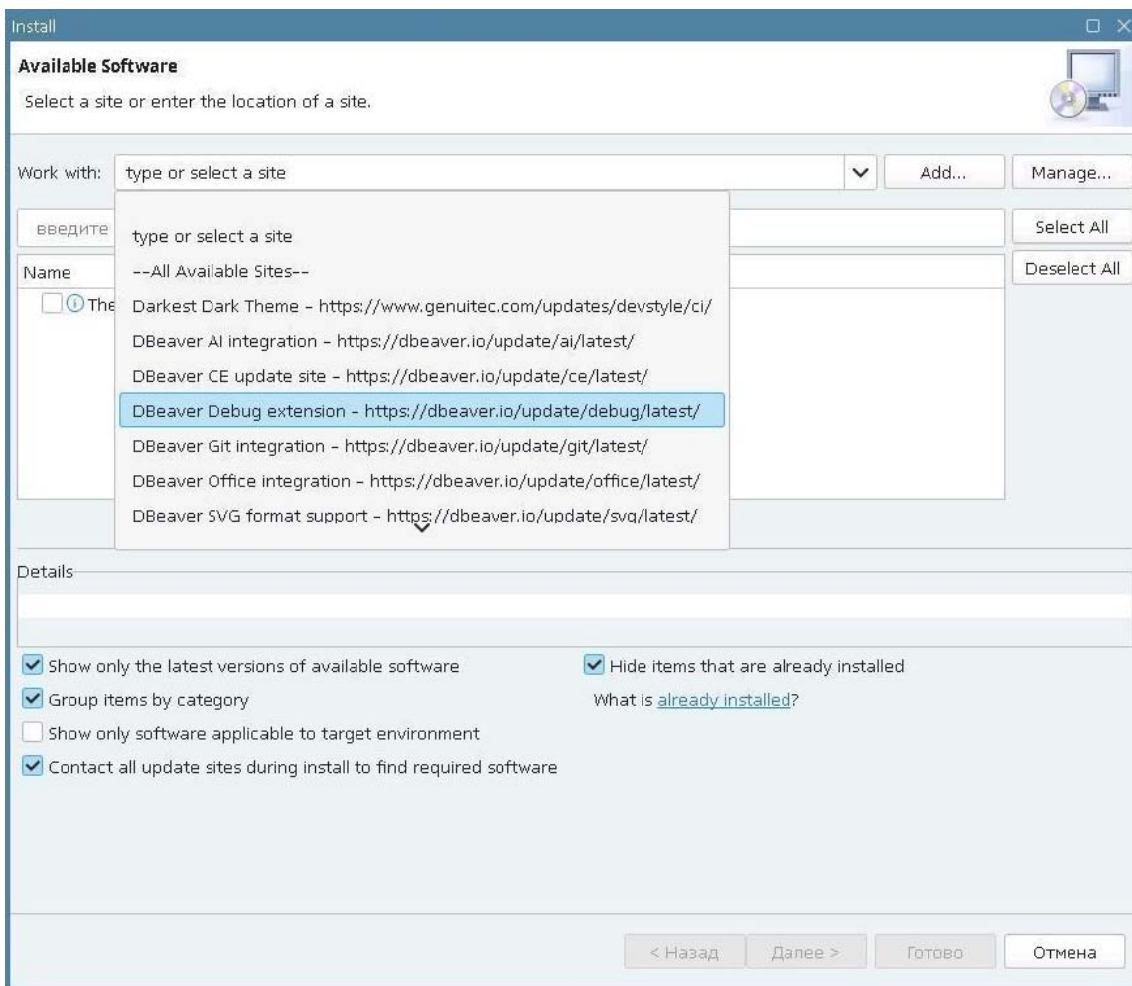 Install
Available Software
Select a site or enter the location of a site.
Work with: type or select a site Add... Manage...
введите Select All
type or select a site
Name Deselect All
--All Available Sites--
The
Darkest Dark Theme – https://www.genuitec.com/updates/devstyle/ci/
DBeaver AI integration – https://dbeaver.io/update/ai/latest/
DBeaver CE update site – https://dbeaver.io/update/ce/latest/
DBeaver Debug extension – https://dbeaver.io/update/debug/latest/
DBeaver Git integration – https://dbeaver.io/update/git/latest/
DBeaver Office integration – https://dbeaver.io/update/office/latest/
DBeaver SVG format support – https://dbeaver.io/update/svg/latest/
Details
Show only the latest versions of available software Hide items that are already installed
Group items by category What is already installed?
Show only software applicable to target environment
Contact all update sites during install to find required software
< Назад Далее > Готово Отмена